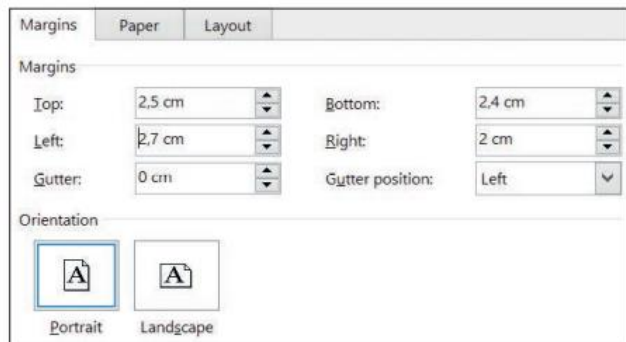 Margins Paper Layout
Margins
Top: 2,5 cm Bottom: 2,4 cm
Left: 2,7 cm Right: 2 cm
Gutter: 0 cm Gutter position: Left
Orientation
A A
Portrait Landscape